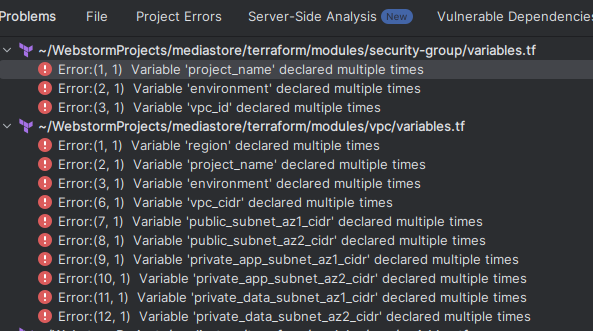 Problems File Project Errors Server-Side Analysis New Vulnerable Dependencies
~/WebstormProjects/mediastore/terraform/modules/security-group/variables.tf
Error:(1, 1) Variable 'project_name' declared multiple times
Error:(2, 1) Variable 'environment' declared multiple times
Error:(3, 1) Variable 'vpc_id' declared multiple times
~/WebstormProjects/mediastore/terraform/modules/vpc/variables.tf
Error:(1, 1) Variable 'region' declared multiple times
Error:(2, 1) Variable 'project_name' declared multiple times
Error:(3, 1) Variable 'environment' declared multiple times
Error:(6, 1) Variable 'vpc_cidr' declared multiple times
Error:(7, 1) Variable 'public_subnet_az1_cidr' declared multiple times
Error:(8, 1) Variable 'public_subnet_az2_cidr' declared multiple times
Error:(9, 1) Variable 'private_app_subnet_az1_cidr' declared multiple times
Error:(10, 1) Variable 'private_app_subnet_az2_cidr' declared multiple times
Error:(11, 1) Variable 'private_data_subnet_az1_cidr' declared multiple times
Error:(12, 1) Variable 'private_data_subnet_az2_cidr' declared multiple times